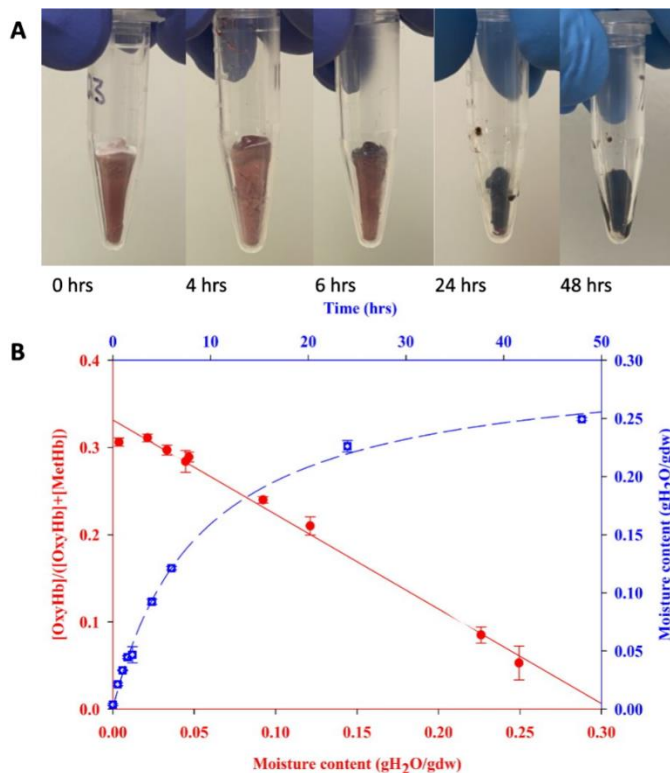 A
0 hrs 4 hrs 6 hrs 24 hrs 48 hrs
Time (hrs)
B
0 10 20 30 40 50
0.4
0.3
0.2
0.1
0.0
[OxyHb]/([OxyHb]+[MetHb])
0.30
0.25
0.20
0.15
0.10
0.05
0.00
Moisture content (gH₂O/gdw)
0.00 0.05 0.10 0.15 0.20 0.25 0.30
Moisture content (gH₂O/gdw)